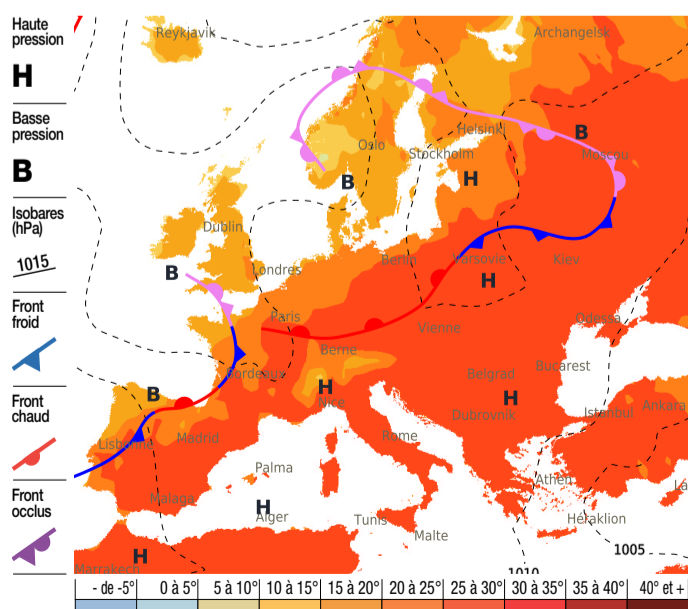 Haute
pression
H
Basse
pression
B
Isobares
(hPa)
1015
Front
froid
Front
chaud
Front
occlus
Reykjavik
Archangelsk
Oslo
Helsinki
B
Stockholm
Moscou
B
H
Dublin
B
Londres
Berlin
Varsovie
Kiev
H
Paris
Vienne
Odessa
Berne
Bordeaux
Belgrad
Bucarest
B
H
Nice
H
Dubrovnik
Istanbul
Ankara
Lisbonne
Madrid
Rome
Palma
Athèn
Malaga
H
Alger
Tunis
Malte
Héraklion
H
1005
Marrakech
1010
- de -5°
0 à 5°
5 à 10°
10 à 15°
15 à 20°
20 à 25°
25 à 30°
30 à 35°
35 à 40°
40° et +